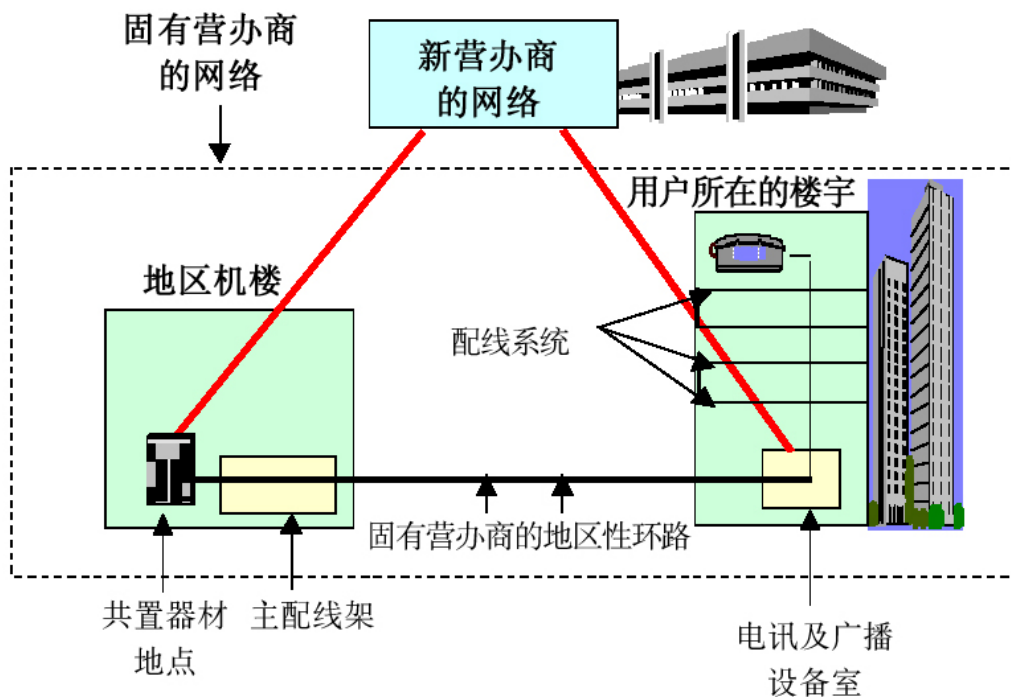 固有营办商
的网络
新营办商
的网络
用户所在的楼宇
地区机楼
配线系统
固有营办商的地区性环路
共置器材
地点
主配线架
电讯及广播
设备室